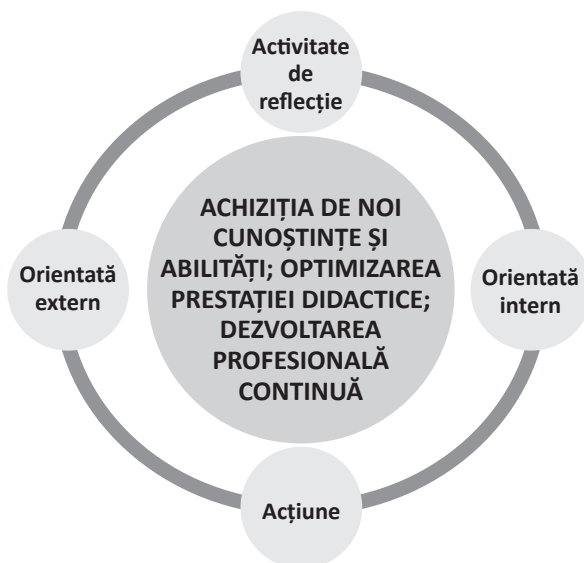 Activitate
de
reflecție
ACHIZIȚIA DE NOI
CUNOȘTINȚE ȘI
ABILITĂȚI; OPTIMIZAREA
PRESTAȚIEI DIDACTICE;
DEZVOLTAREA
PROFESIONALĂ
CONTINUĂ
Orientată
extern
Orientată
intern
Acțiune